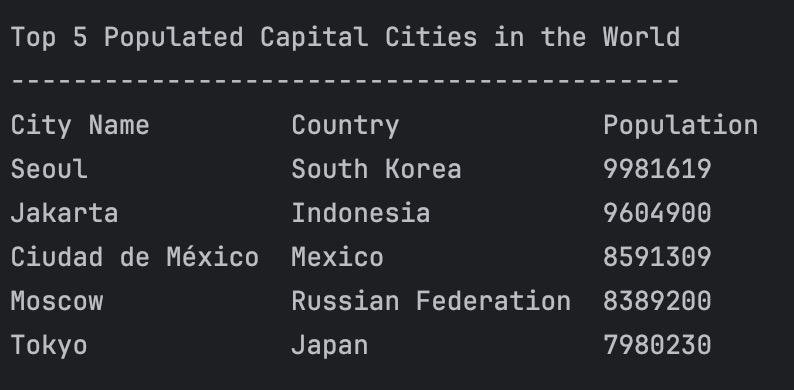 Top 5 Populated Capital Cities in the World
-------------------------------------------
City Name         Country             Population
Seoul             South Korea         9981619
Jakarta           Indonesia           9604900
Ciudad de México  Mexico              8591309
Moscow            Russian Federation  8389200
Tokyo             Japan               7980230